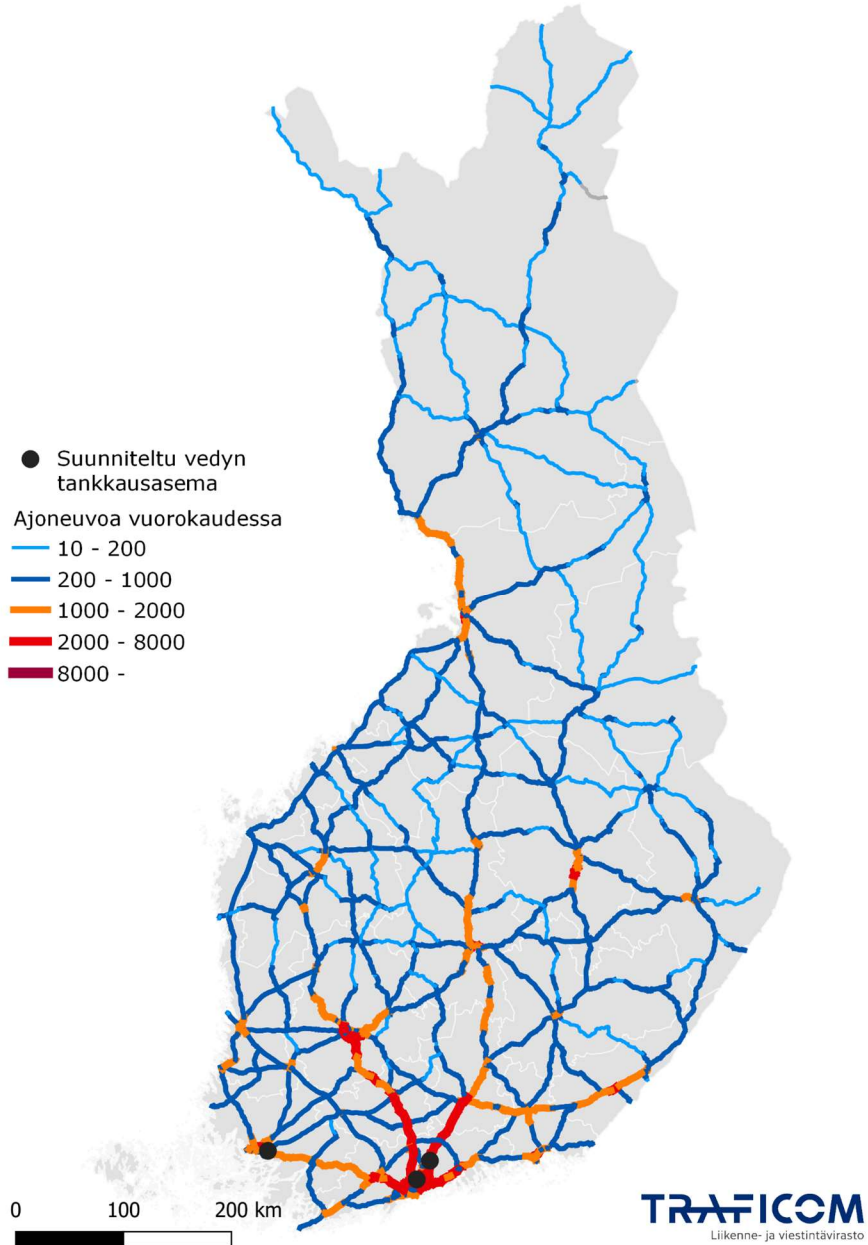 Suunniteltu vedyn
tankkausasema
Ajoneuvoa vuorokaudessa
10 - 200
200 - 1000
1000 - 2000
2000 - 8000
8000 -
0 100 200 km
TRAFICOM
Liikenne- ja viestintävirasto